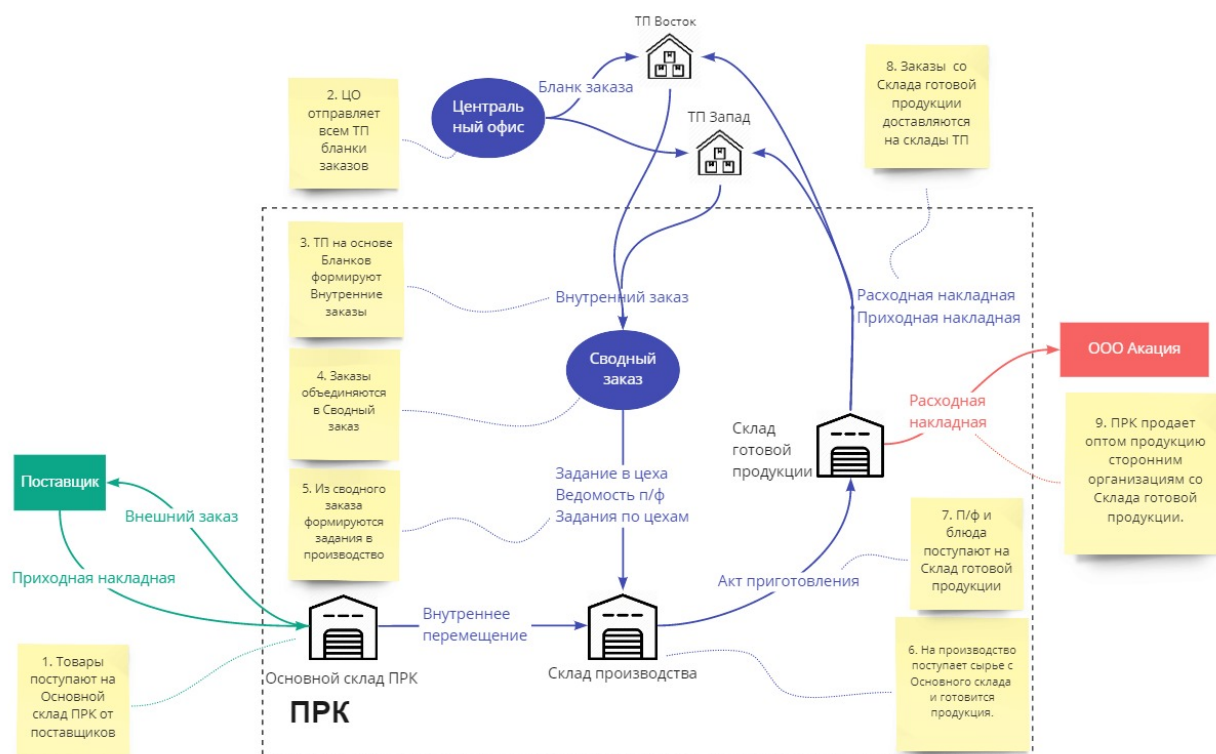 ТП Восток
Бланк заказа
2. ЦО
отправляет
всем ТП
бланки
заказов
Централь
ный офис
ТП Запад
8. Заказы со
Склада готовой
продукции
доставляются
на склады ТП
3. ТП на основе
Бланков
формируют
Внутренние
заказы
Внутренний заказ
Расходная накладная
Приходная накладная
4. Заказы
объединяются
в Сводный
заказ
Сводный
заказ
ООО Акация
Расходная
накладная
Склад
готовой
продукции
9. ПРК продает
оптом продукцию
сторонним
организациям со
Склада готовой
продукции.
Поставщик
Внешний заказ
Приходная накладная
5. Из сводного
заказа
формируются
задания в
производство
Задание в цеха
Ведомость п/ф
Задания по цехам
7. П/ф и
блюда
поступают на
Склад готовой
продукции
Акт приготовления
Внутреннее
перемещение
1. Товары
поступают на
Основной
склад ПРК от
поставщиков
Основной склад ПРК
Склад производства
6. На производство
поступает сырье с
Основного склада
и готовится
продукция.
ПРК